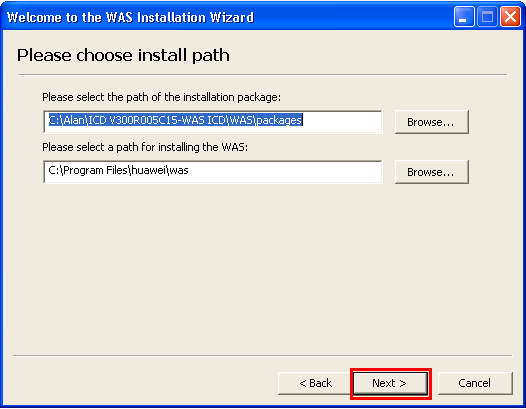 Welcome to the WAS Installation Wizard
Please choose install path
Please select the path of the installation package:
C:\Alan\ICD V300R005C15-WAS ICD\WAS\packages
Browse...
Please select a path for installing the WAS:
C:\Program Files\huawei\was
Browse...
< Back
Next >
Cancel